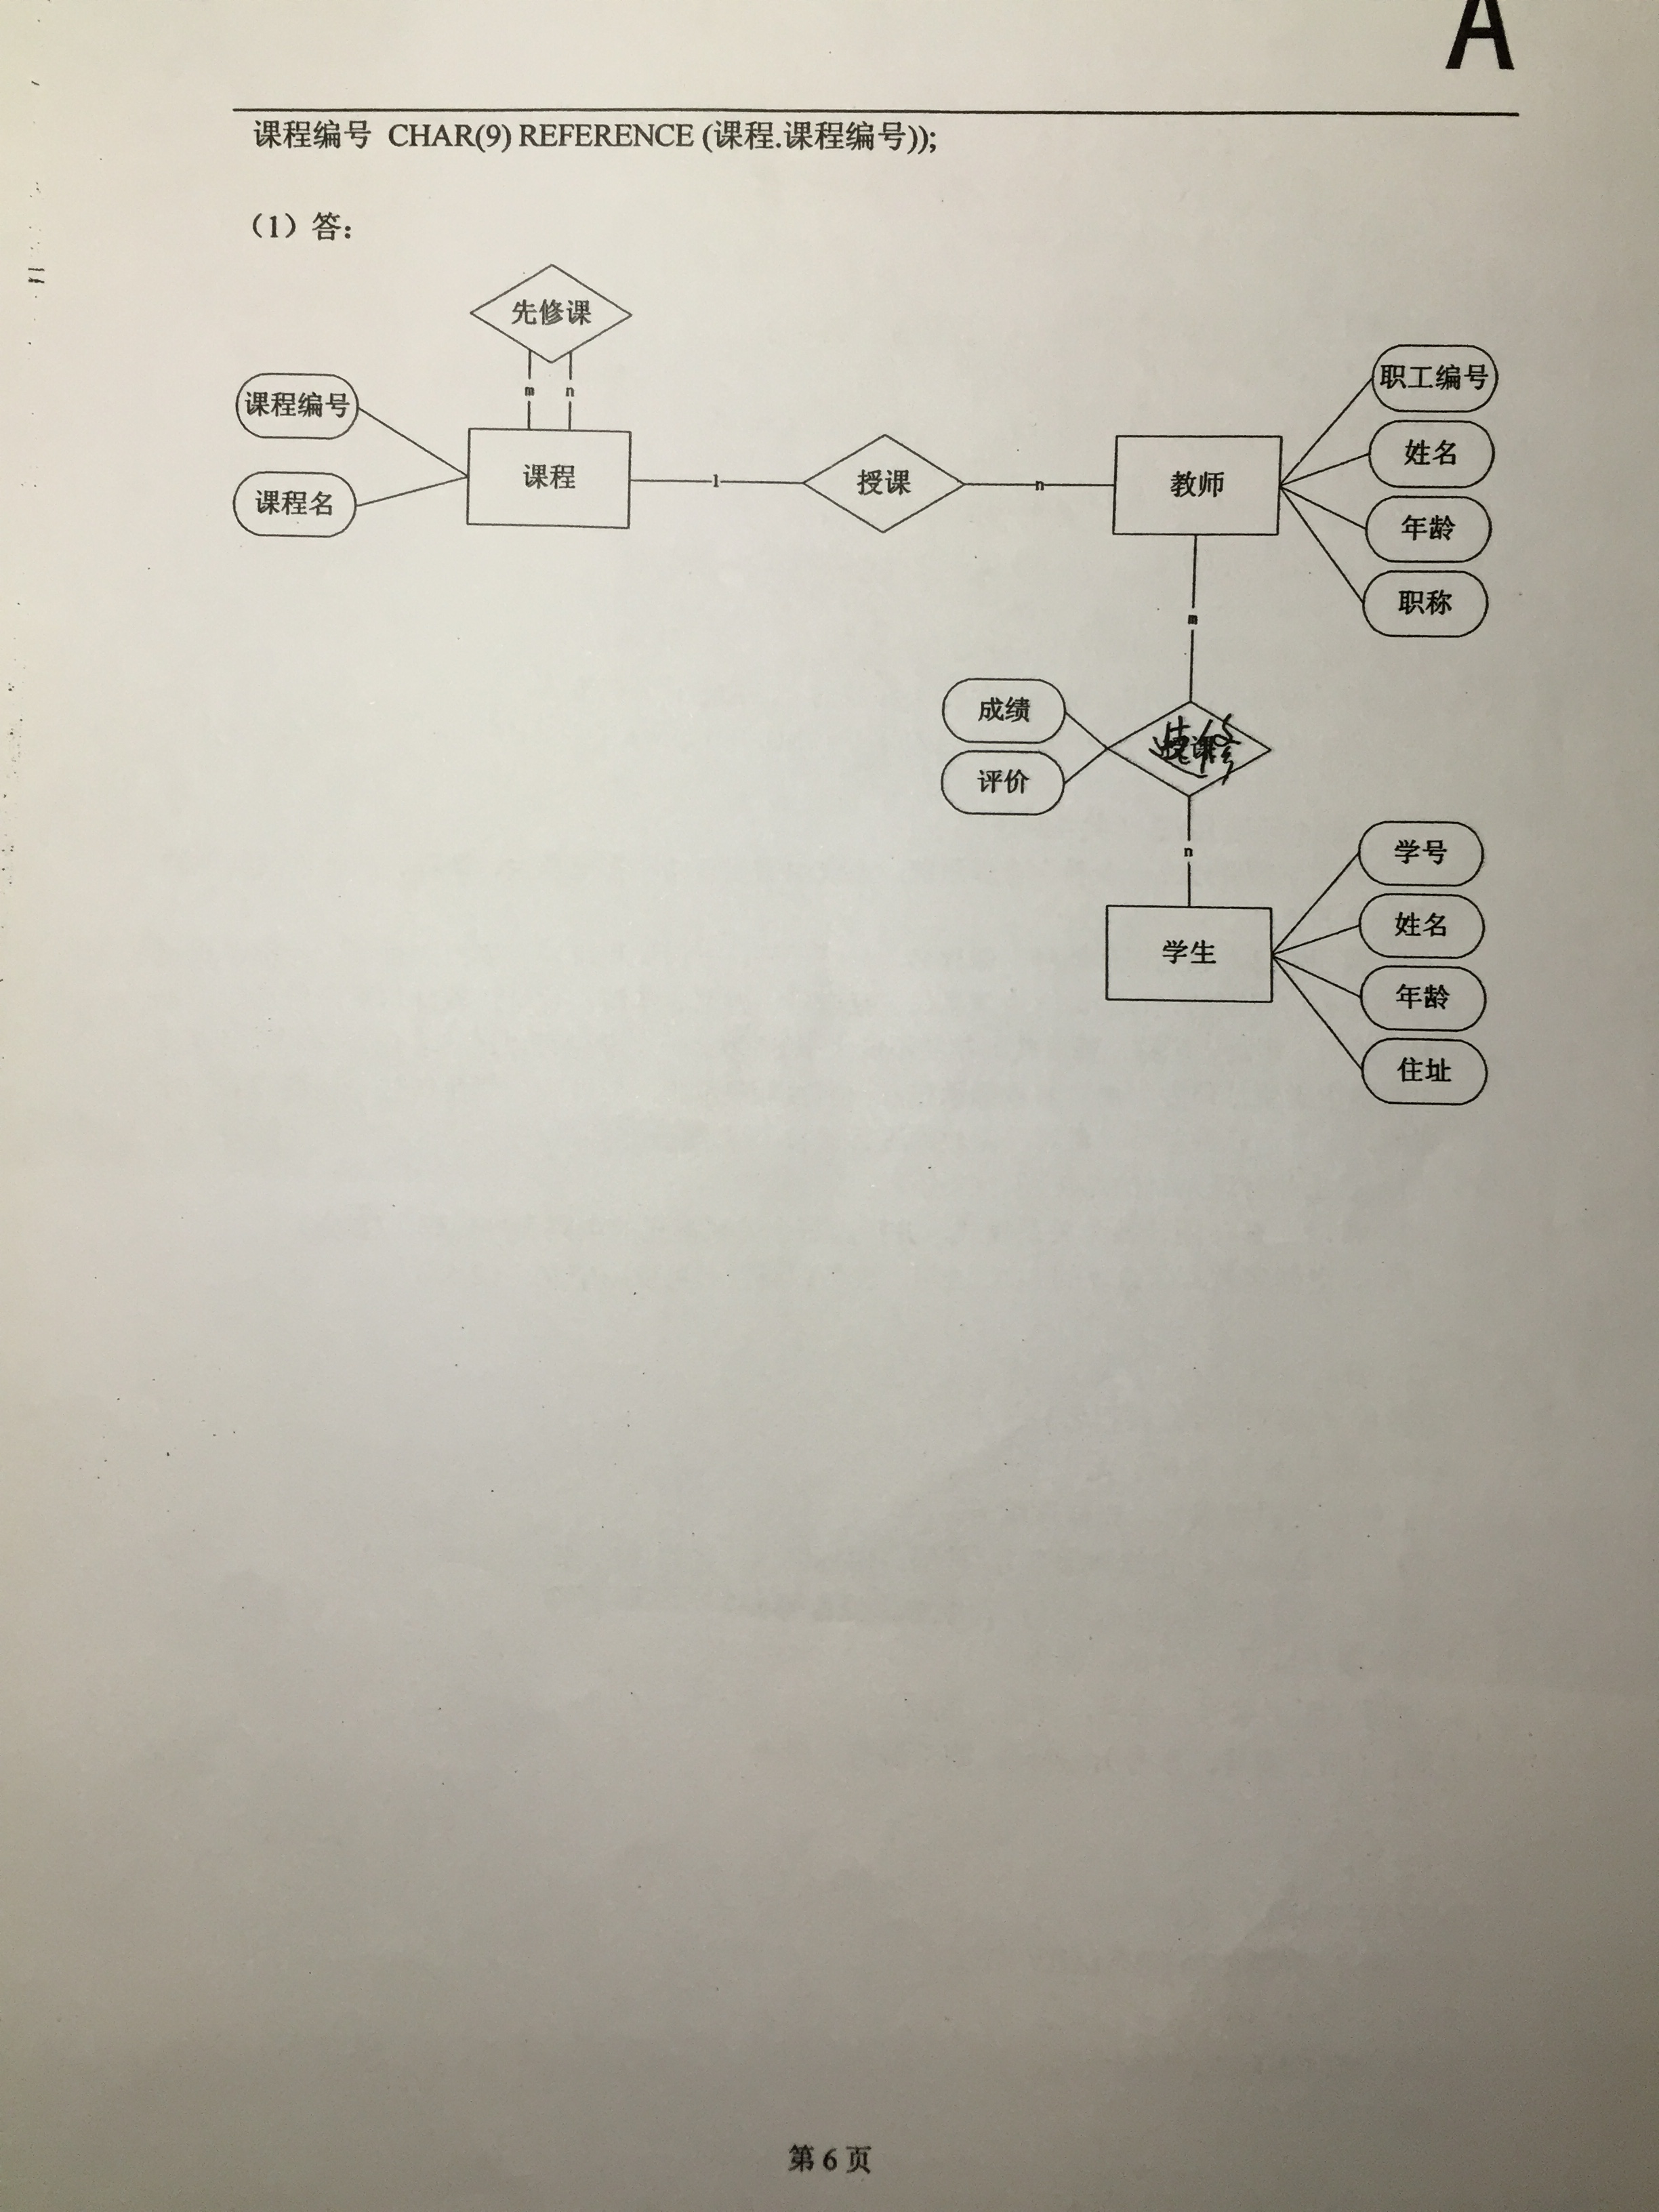 A
课程编号 CHAR(9) REFERENCE (课程.课程编号));
（1）答：
先修课
m n
课程编号
课程名
课程
1
授课
n
教师
职工编号
姓名
年龄
职称
m
成绩
评价
选修
n
学生
学号
姓名
年龄
住址
第 6 页